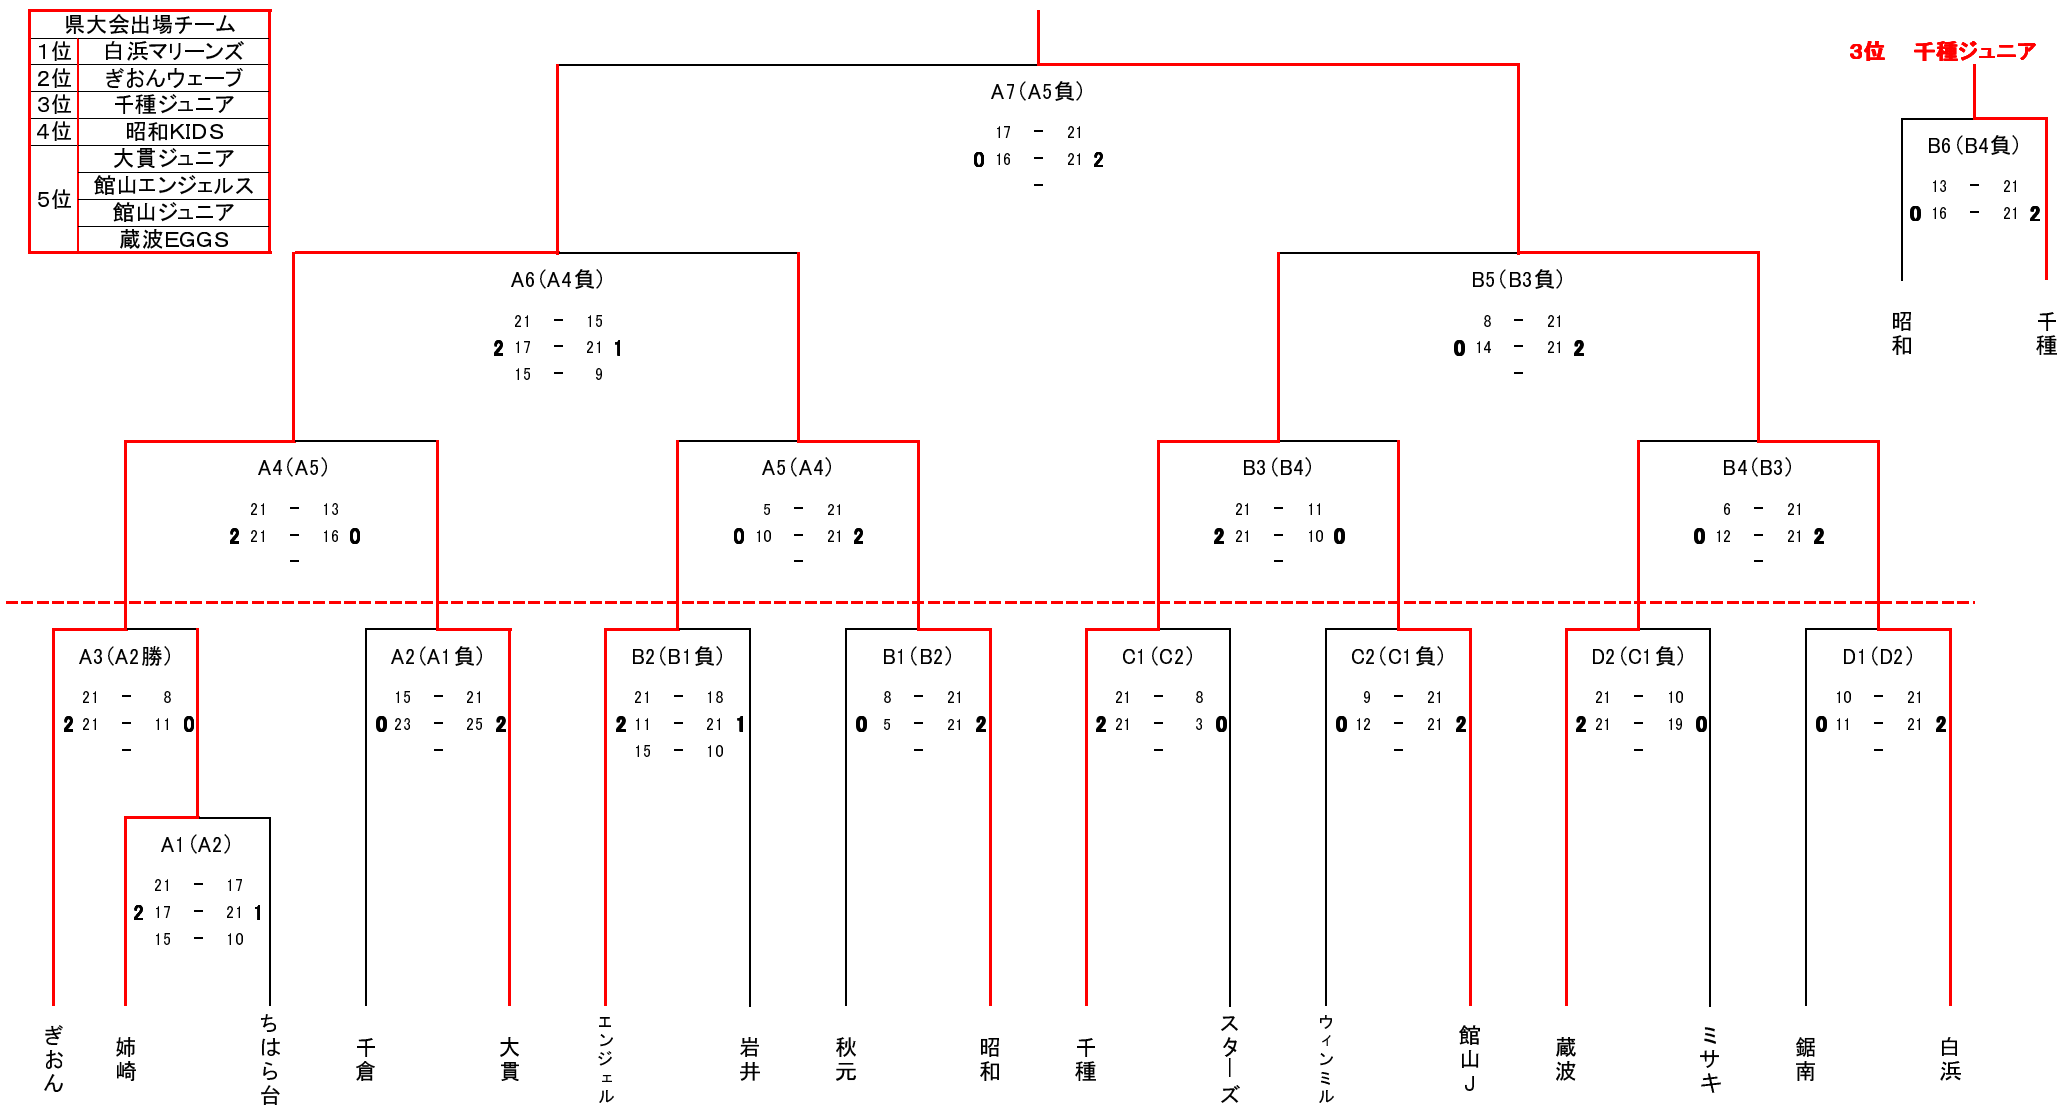 県大会出場チーム
1位 白浜マリーンズ
2位 ぎおんウェーブ
3位 千種ジュニア
4位 昭和KIDS
5位 大貫ジュニア
館山エンジェルス
館山ジュニア
蔵波EGGS
3位 千種ジュニア
A7(A5負)
17 - 21
0 16 - 21 2
-
B6(B4負)
13 - 21
0 16 - 21 2
昭和
千種
A6(A4負)
21 - 15
2 17 - 21 1
15 - 9
B5(B3負)
8 - 21
0 14 - 21 2
-
A4(A5)
21 - 13
2 21 - 16 0
-
A5(A4)
5 - 21
0 10 - 21 2
-
B3(B4)
21 - 11
2 21 - 10 0
-
B4(B3)
6 - 21
0 12 - 21 2
-
A3(A2勝)
21 - 8
2 21 - 11 0
-
A2(A1負)
15 - 21
0 23 - 25 2
-
B2(B1負)
21 - 18
2 11 - 21 1
15 - 10
B1(B2)
8 - 21
0 5 - 21 2
-
C1(C2)
21 - 8
2 21 - 3 0
-
C2(C1負)
9 - 21
0 12 - 21 2
-
D2(C1負)
21 - 10
2 21 - 19 0
-
D1(D2)
10 - 21
0 11 - 21 2
-
A1(A2)
21 - 17
2 17 - 21 1
15 - 10
ぎおん
姉崎
ちはら台
千倉
大貫
エンジェル
岩井
秋元
昭和
千種
スターズ
ウィンミル
館山J
蔵波
ミサキ
鋸南
白浜